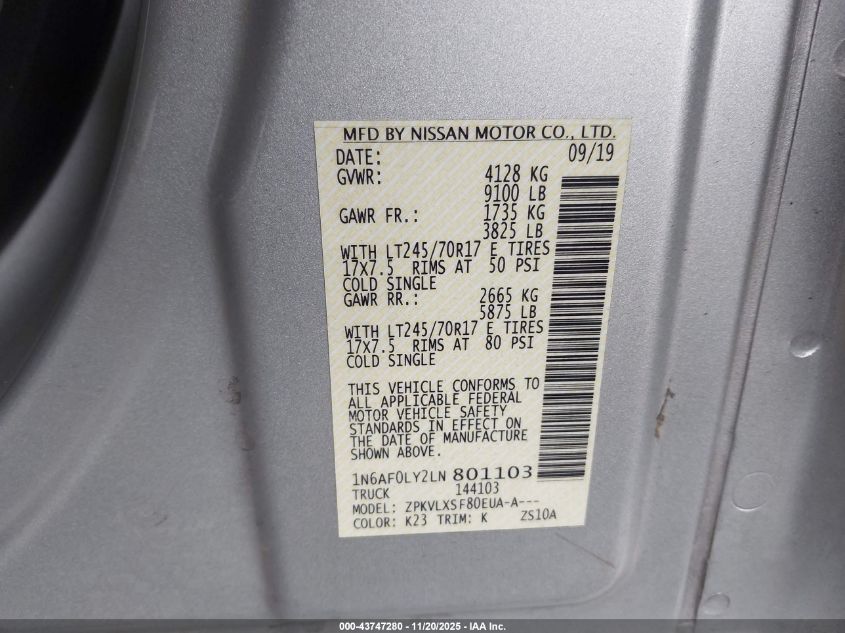 MFD BY NISSAN MOTOR CO., LTD.
DATE: 09/19
GVWR: 4128 KG
9100 LB
GAWR FR.: 1735 KG
3825 LB
WITH LT245/70R17 E TIRES
17X7.5 RIMS AT 50 PSI
COLD SINGLE
GAWR RR.: 2665 KG
5875 LB
WITH LT245/70R17 E TIRES
17X7.5 RIMS AT 80 PSI
COLD SINGLE
THIS VEHICLE CONFORMS TO
ALL APPLICABLE FEDERAL
MOTOR VEHICLE SAFETY
STANDARDS IN EFFECT ON
THE DATE OF MANUFACTURE
SHOWN ABOVE.
1N6AF0LY2LN 801103
TRUCK 144103
MODEL: ZPKVLXSF80EUA-A---
COLOR: K23 TRIM: K ZS10A
000-43747280 - 11/20/2025 - IAA Inc.